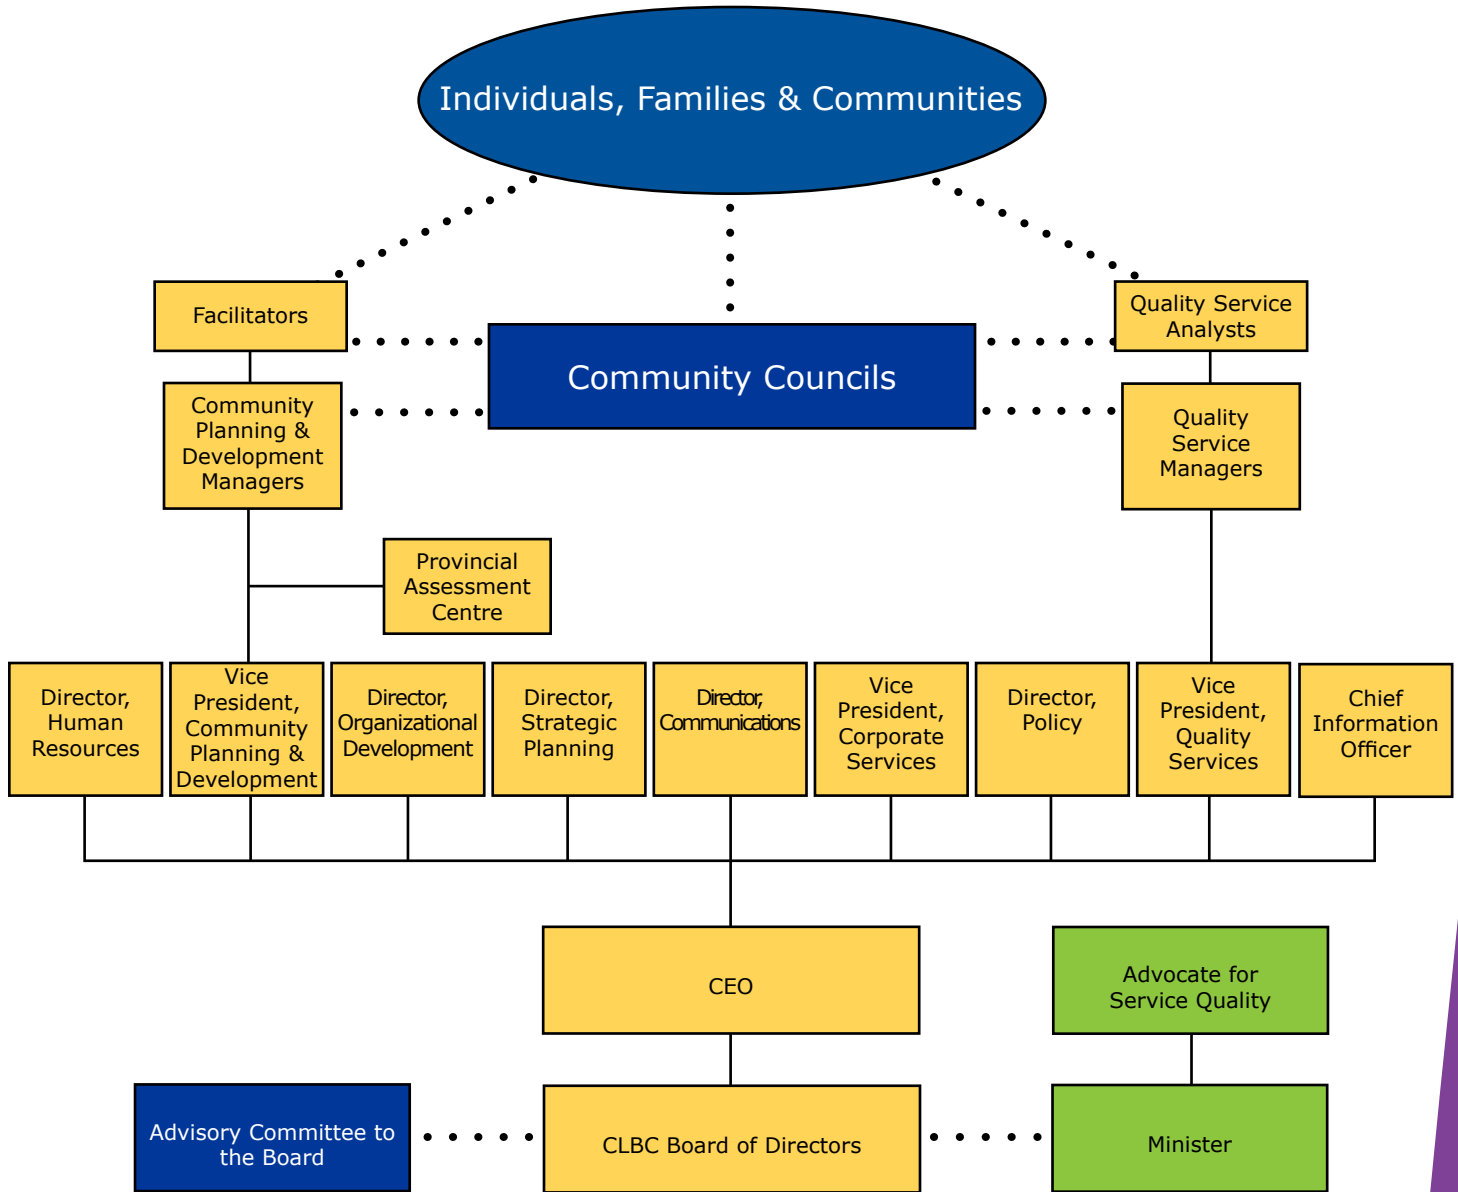 Individuals, Families & Communities
Facilitators
Quality Service
Analysts
Community Councils
Community
Planning &
Development
Managers
Quality
Service
Managers
Provincial
Assessment
Centre
Director,
Human
Resources
Vice
President,
Community
Planning &
Development
Director,
Organizational
Development
Director,
Strategic
Planning
Director,
Communications
Vice
President,
Corporate
Services
Director,
Policy
Vice
President,
Quality
Services
Chief
Information
Officer
CEO
Advocate for
Service Quality
Advisory Committee to
the Board
CLBC Board of Directors
Minister